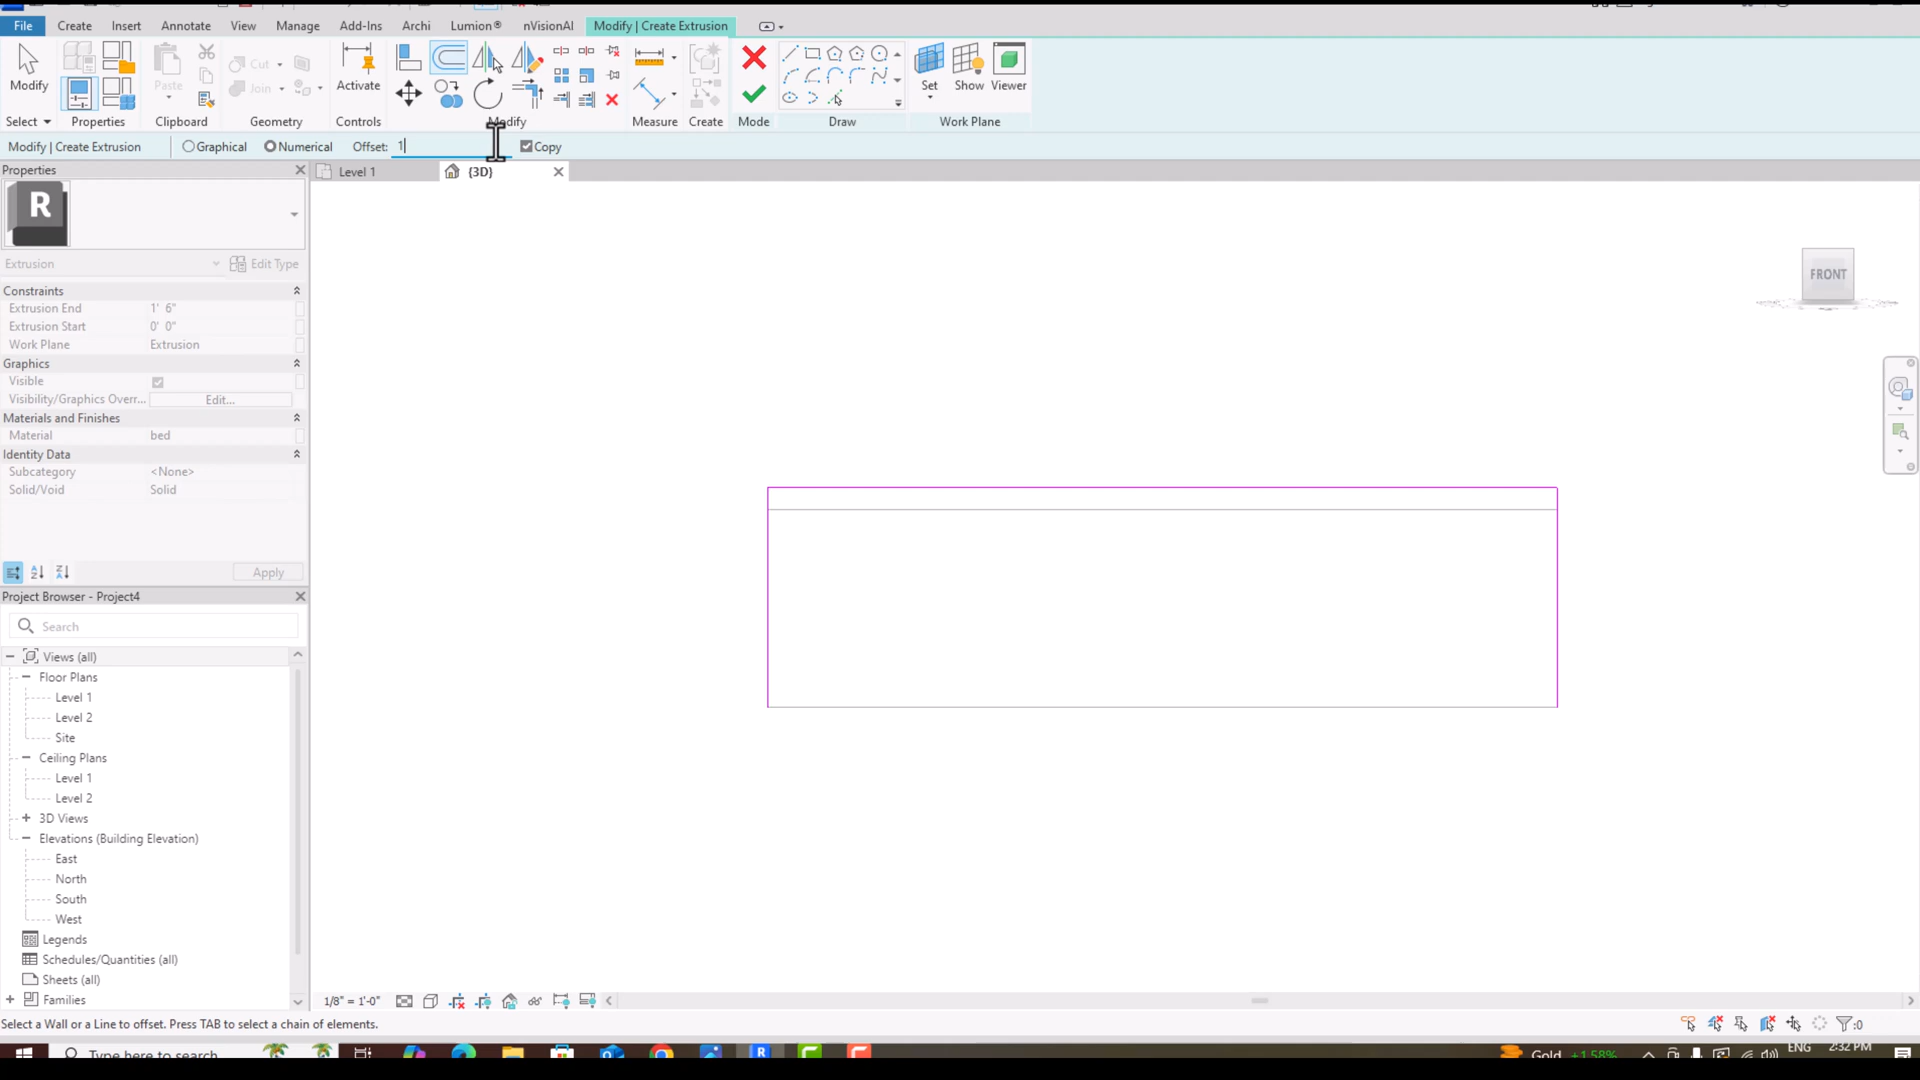 File Create Insert Annotate View Manage Add-Ins Archi Lumion® nVisionAI Modify | Create Extrusion
Modify Paste Cut Join Activate Set Show Viewer
Select Properties Clipboard Geometry Controls Modify Measure Create Mode Draw Work Plane
Modify | Create Extrusion Graphical Numerical Offset: 1 Copy
Properties
Level 1
{3D}
R
Extrusion Edit Type
Constraints
Extrusion End 1' 6"
Extrusion Start 0' 0"
Work Plane Extrusion
Graphics
Visible
Visibility/Graphics Overr... Edit...
Materials and Finishes
Material bed
Identity Data
Subcategory <None>
Solid/Void Solid
Apply
Project Browser - Project4
Search
Views (all)
Floor Plans
Level 1
Level 2
Site
Ceiling Plans
Level 1
Level 2
3D Views
Elevations (Building Elevation)
East
North
South
West
Legends
Schedules/Quantities (all)
Sheets (all)
Families
FRONT
1/8" = 1'-0"
Select a Wall or a Line to offset. Press TAB to select a chain of elements.
:0
Type here to search
Gold +1.58%
ENG
2:32 PM